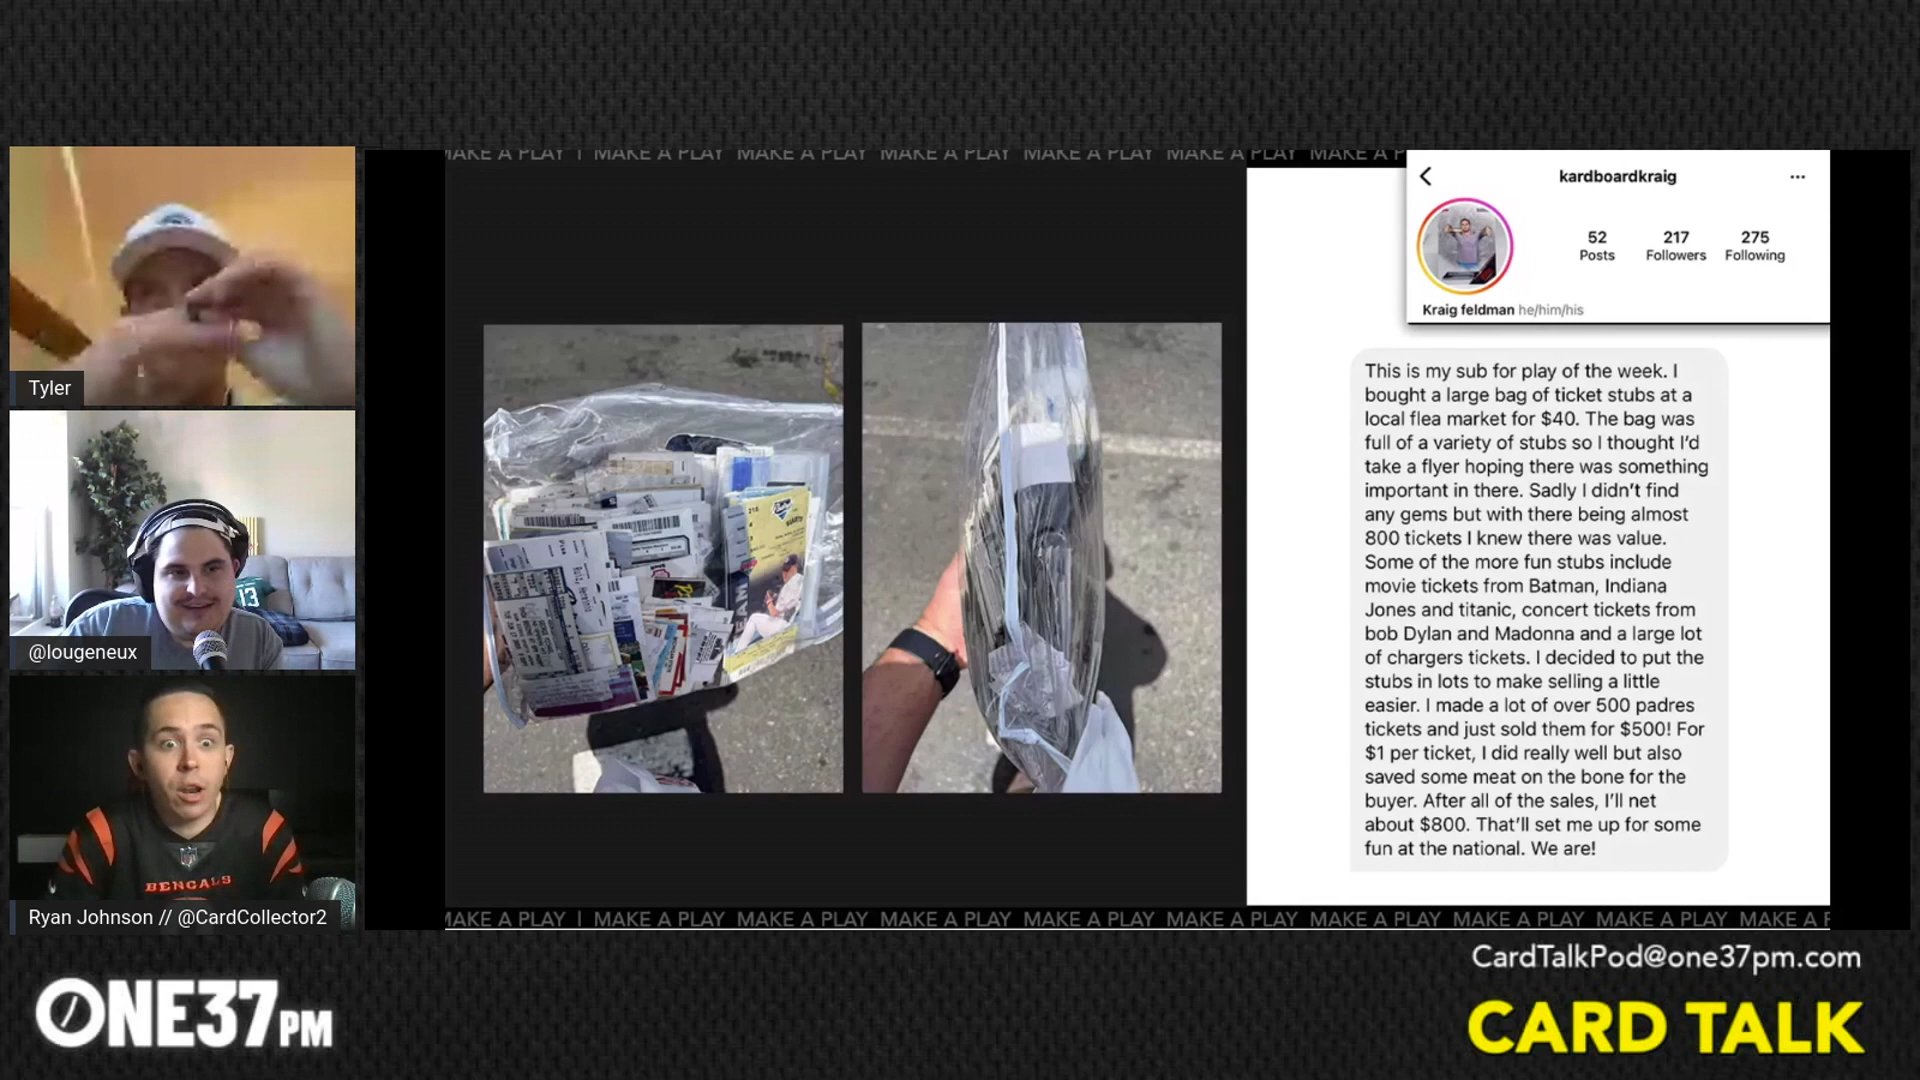 MAKE A PLAY | MAKE A PLAY MAKE A PLAY MAKE A PLAY MAKE A PLAY MAKE A PLAY MAKE A P
kardboardkraig
52 217 275
Posts Followers Following
Kraig feldman he/him/his
This is my sub for play of the week. I
bought a large bag of ticket stubs at a
local flea market for $40. The bag was
full of a variety of stubs so I thought I'd
take a flyer hoping there was something
important in there. Sadly I didn't find
any gems but with there being almost
800 tickets I knew there was value.
Some of the more fun stubs include
movie tickets from Batman, Indiana
Jones and titanic, concert tickets from
bob Dylan and Madonna and a large lot
of chargers tickets. I decided to put the
stubs in lots to make selling a little
easier. I made a lot of over 500 padres
tickets and just sold them for $500! For
$1 per ticket, I did really well but also
saved some meat on the bone for the
buyer. After all of the sales, I'll net
about $800. That'll set me up for some
fun at the national. We are!
Tyler
13
@lougeneux
BENGALS
Ryan Johnson // @CardCollector2
MAKE A PLAY | MAKE A PLAY MAKE A PLAY MAKE A PLAY MAKE A PLAY MAKE A PLAY MAKE A PLAY MAKE A PLAY MAKE A P
ONE37PM
CardTalkPod@one37pm.com
CARD TALK